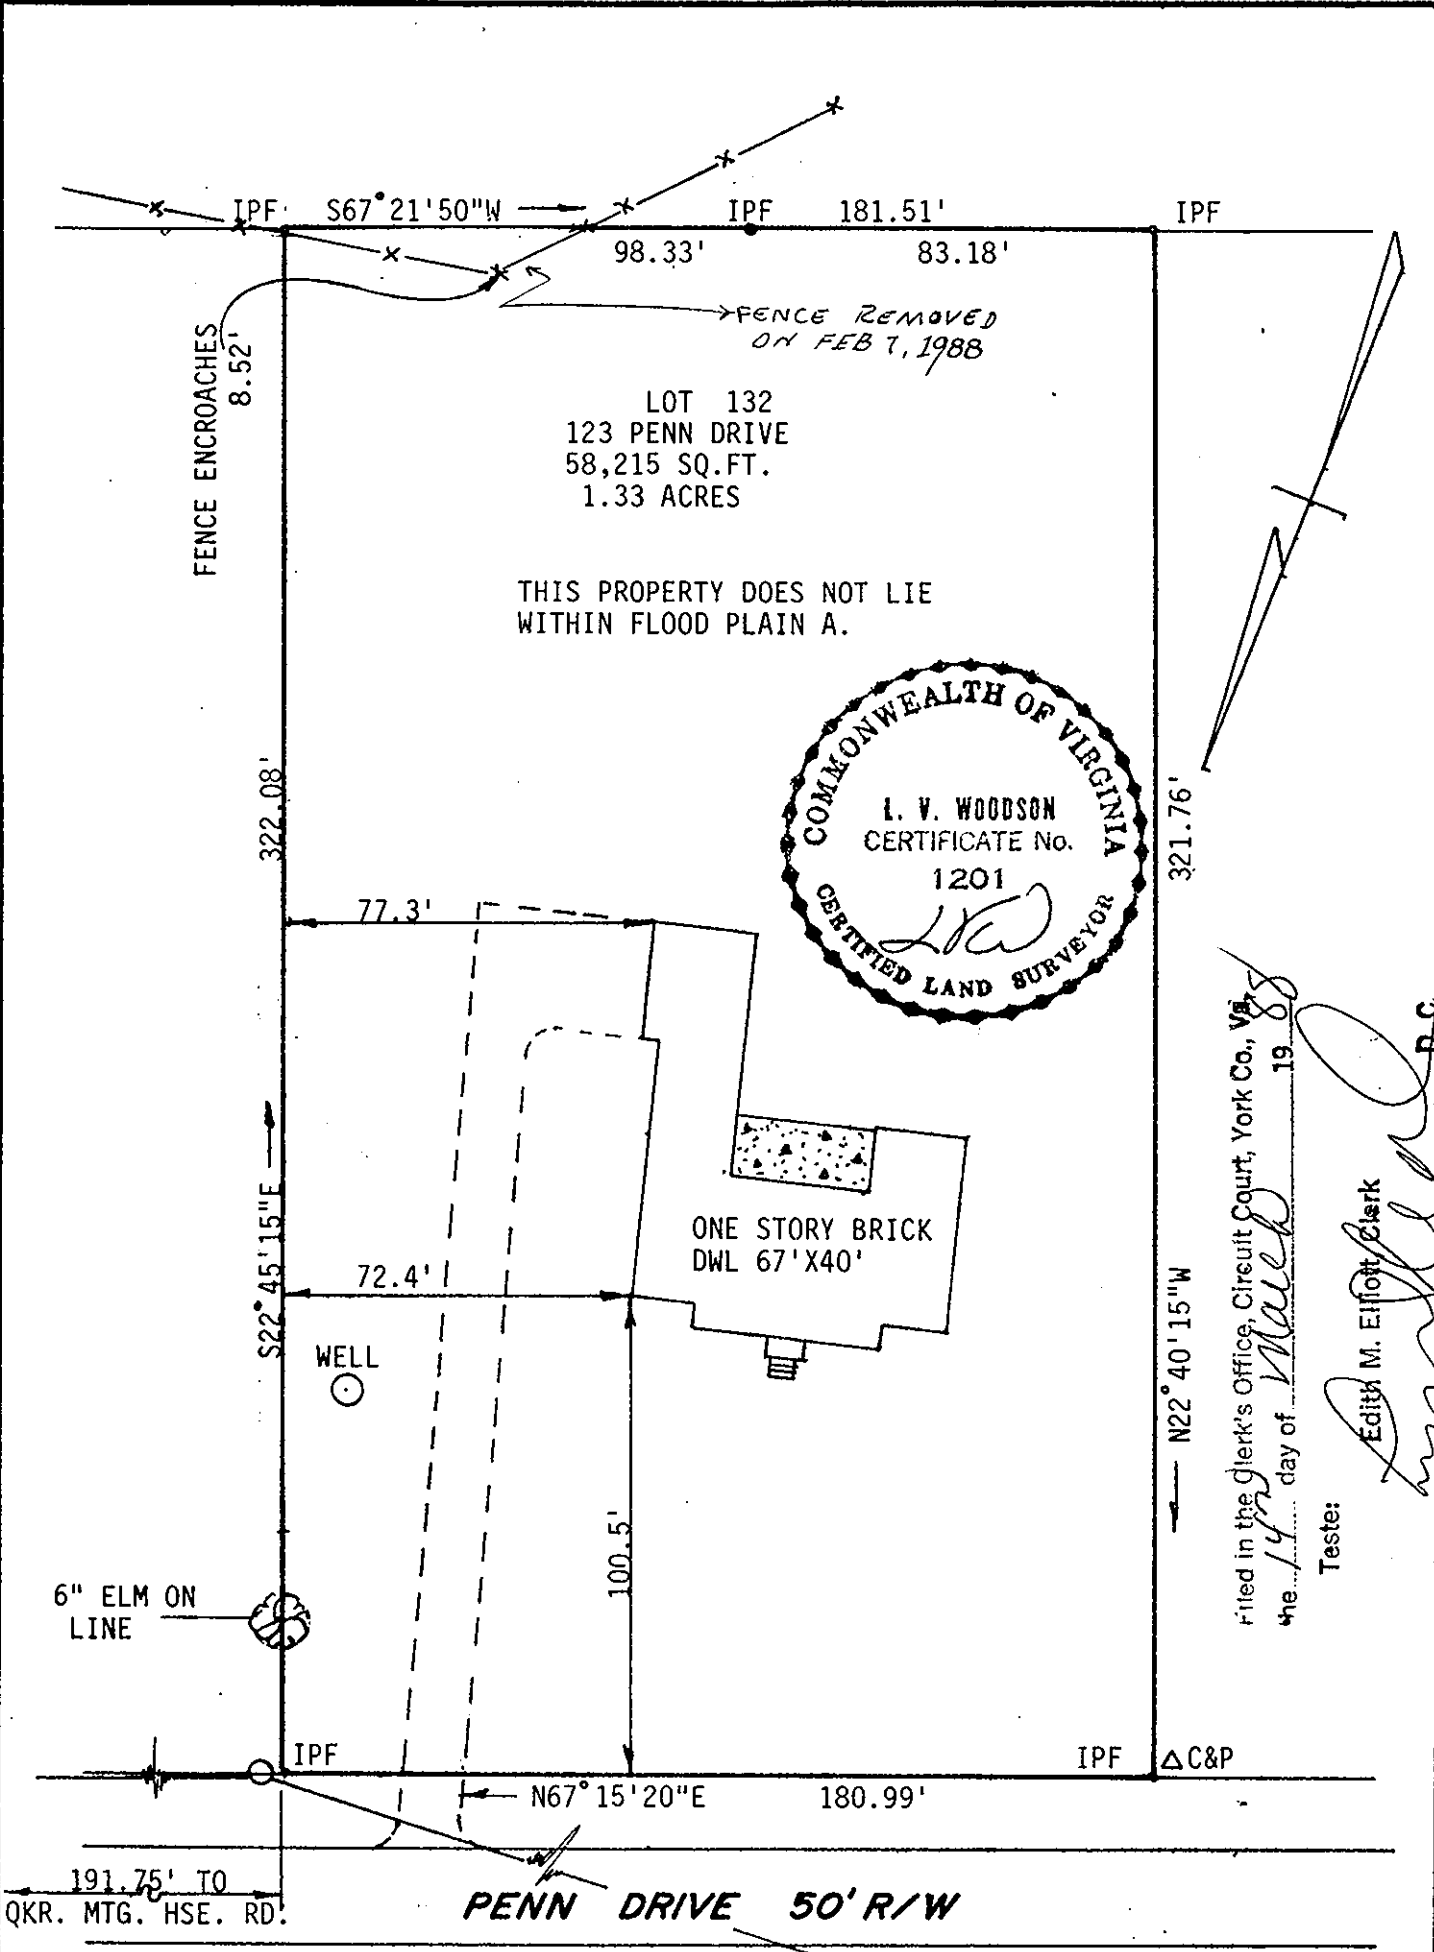 IPF S67°21'50"W IPF 181.51' IPF
98.33' 83.18'
FENCE ENCROACHES
8.52'
FENCE REMOVED
ON FEB 7, 1988
LOT 132
123 PENN DRIVE
58,215 SQ.FT.
1.33 ACRES
THIS PROPERTY DOES NOT LIE
WITHIN FLOOD PLAIN A.
COMMONWEALTH OF VIRGINIA
L. V. WOODSON
CERTIFICATE No.
1201
LVW
CERTIFIED LAND SURVEYOR
322.08'
S22°45'15"E
321.76'
N22°40'15"W
77.3'
72.4'
ONE STORY BRICK
DWL 67'X40'
WELL
100.5'
6" ELM ON
LINE
Filed in the Clerk's Office, Circuit Court, York Co., Va.
the 14 day of March 1988
Teste:
Edith M. Elliott, Clerk
D.C.
IPF IPF C&P
N67°15'20"E 180.99'
191.75' TO
QKR. MTG. HSE. RD.
PENN DRIVE 50' R/W